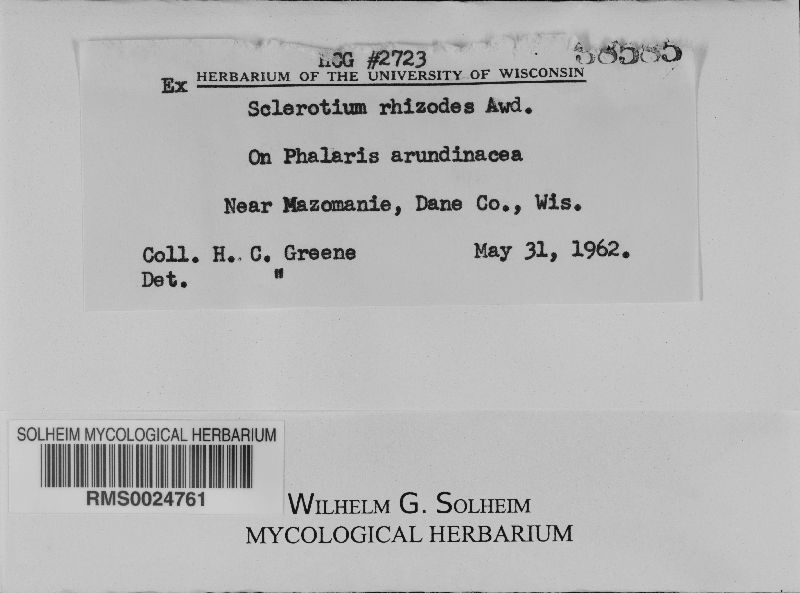 HCG #2723
Ex HERBARIUM OF THE UNIVERSITY OF WISCONSIN
Sclerotium rhizodes Awd.
On Phalaris arundinacea
Near Mazomanie, Dane Co., Wis.
Coll. H. C. Greene May 31, 1962.
Det. "
SOLHEIM MYCOLOGICAL HERBARIUM
RMS0024761
WILHELM G. SOLHEIM
MYCOLOGICAL HERBARIUM